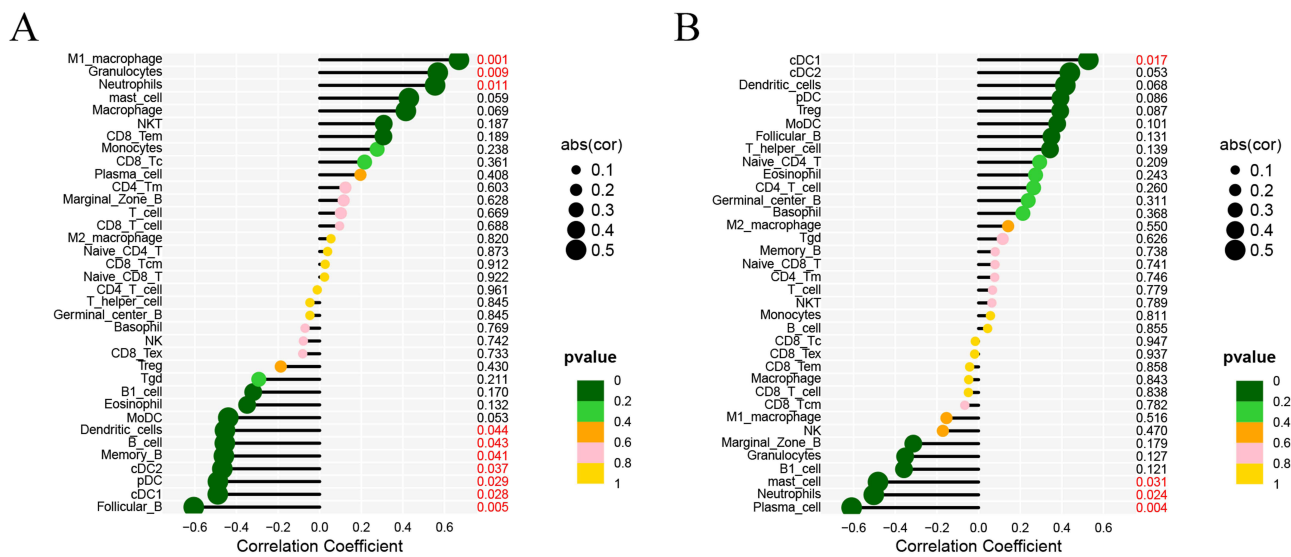 A
M1_macrophage 0.001
Granulocytes 0.009
Neutrophils 0.011
mast_cell 0.059
Macrophage 0.069
NKT 0.187
CD8_Tem 0.189
Monocytes 0.238
CD8_Tc 0.361
Plasma_cell 0.408
CD4_Tm 0.603
Marginal_Zone_B 0.628
T_cell 0.669
CD8_T_cell 0.688
M2_macrophage 0.820
Naive_CD4_T 0.873
CD8_Tcm 0.912
Naive_CD8_T 0.922
CD4_T_cell 0.961
T_helper_cell 0.845
Germinal_center_B 0.845
Basophil 0.769
NK 0.742
CD8_Tex 0.733
Treg 0.430
Tgd 0.211
B1_cell 0.170
Eosinophil 0.132
MoDC 0.053
Dendritic_cells 0.044
B_cell 0.043
Memory_B 0.041
cDC2 0.037
pDC 0.029
cDC1 0.028
Follicular_B 0.005
−0.6 −0.4 −0.2 0.0 0.2 0.4 0.6
Correlation Coefficient
abs(cor)
0.1
0.2
0.3
0.4
0.5
pvalue
0
0.2
0.4
0.6
0.8
1
B
cDC1 0.017
cDC2 0.053
Dendritic_cells 0.068
pDC 0.086
Treg 0.087
MoDC 0.101
Follicular_B 0.131
T_helper_cell 0.139
Naive_CD4_T 0.209
Eosinophil 0.243
CD4_T_cell 0.260
Germinal_center_B 0.311
Basophil 0.368
M2_macrophage 0.550
Tgd 0.626
Memory_B 0.738
Naive_CD8_T 0.741
CD4_Tm 0.746
T_cell 0.779
NKT 0.789
Monocytes 0.811
B_cell 0.855
CD8_Tc 0.947
CD8_Tex 0.937
CD8_Tem 0.858
Macrophage 0.843
CD8_T_cell 0.838
CD8_Tcm 0.782
M1_macrophage 0.516
NK 0.470
Marginal_Zone_B 0.179
Granulocytes 0.127
B1_cell 0.121
mast_cell 0.031
Neutrophils 0.024
Plasma_cell 0.004
−0.6 −0.4 −0.2 0.0 0.2 0.4 0.6
Correlation Coefficient
abs(cor)
0.1
0.2
0.3
0.4
0.5
pvalue
0
0.2
0.4
0.6
0.8
1